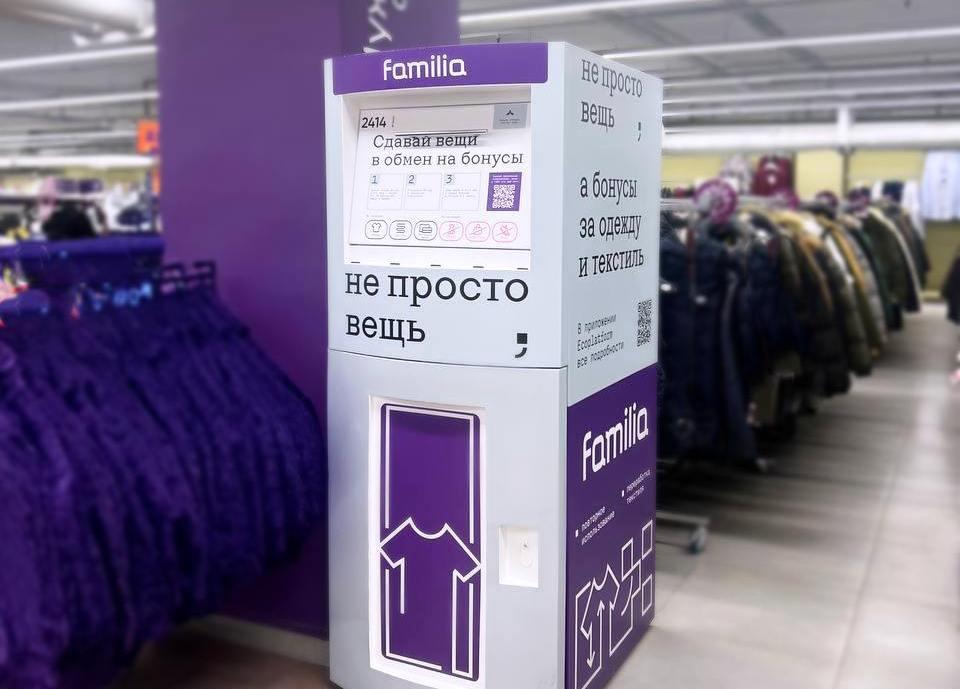 familia
2414
Сдавай вещи
в обмен на бонусы
1 2 3
не просто
вещь
;
не просто
вещь
;
а бонусы
за одежду
и текстиль
В приложении
Ecoplatform
все подробности
familia
переработка
текстиля
повторное
использование